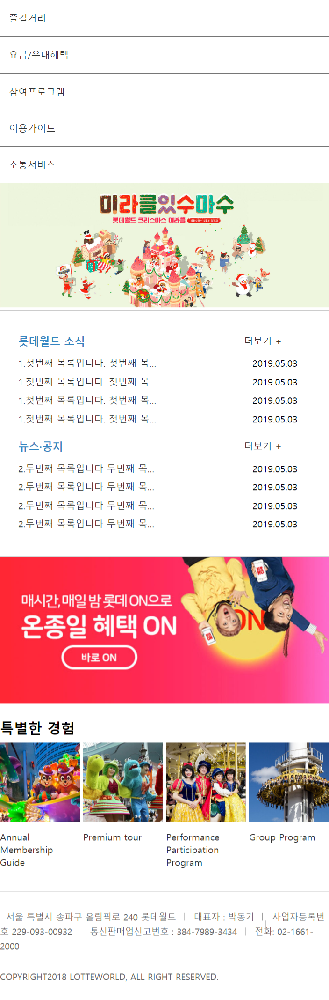 즐길거리
요금/우대혜택
참여프로그램
이용가이드
소통서비스
미라클있수마수
롯데월드 크리스마스 미라클 11월10일~12월31일까지
롯데월드 소식 더보기 +
1.첫번째 목록입니다. 첫번째 목... 2019.05.03
1.첫번째 목록입니다. 첫번째 목... 2019.05.03
1.첫번째 목록입니다. 첫번째 목... 2019.05.03
1.첫번째 목록입니다. 첫번째 목... 2019.05.03
뉴스·공지 더보기 +
2.두번째 목록입니다 두번째 목... 2019.05.03
2.두번째 목록입니다 두번째 목... 2019.05.03
2.두번째 목록입니다 두번째 목... 2019.05.03
2.두번째 목록입니다 두번째 목... 2019.05.03
매시간, 매일 밤 롯데 ON으로
온종일 혜택 ON
바로 ON
ON
특별한 경험
Annual Membership Guide
Premium tour
Performance Participation Program
Group Program
서울 특별시 송파구 올림픽로 240 롯데월드 ㅣ 대표자 : 박동기 ㅣ 사업자등록번
호 229-093-00932 통신판매업신고번호 : 384-7989-3434 ㅣ 전화: 02-1661-
2000
COPYRIGHT2018 LOTTEWORLD, ALL RIGHT RESERVED.